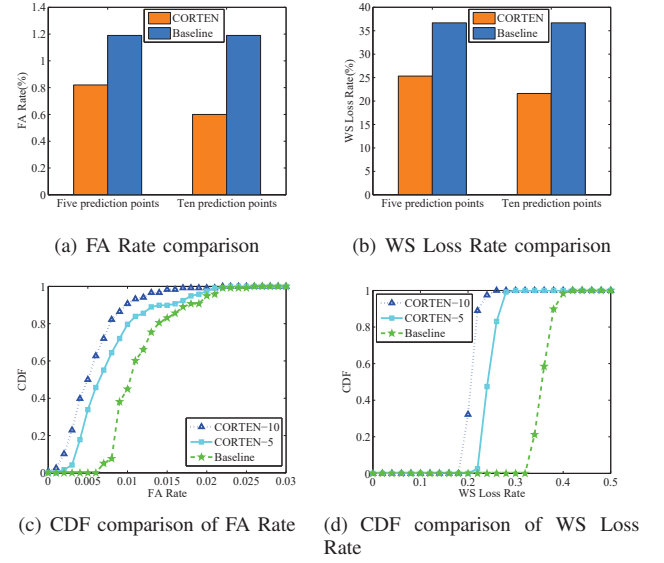 1.4
1.2
1
0.8
0.6
0.4
0.2
0
FA Rate(%)
CORTEN
Baseline
Five prediction points
Ten prediction points
(a) FA Rate comparison
40
35
30
25
20
15
10
5
0
WS Loss Rate(%)
CORTEN
Baseline
Five prediction points
Ten prediction points
(b) WS Loss Rate comparison
1
0.8
0.6
0.4
0.2
0
CDF
CORTEN−10
CORTEN−5
Baseline
0 0.005 0.01 0.015 0.02 0.025 0.03
FA Rate
(c) CDF comparison of FA Rate
1
0.8
0.6
0.4
0.2
0
CDF
CORTEN−10
CORTEN−5
Baseline
0 0.1 0.2 0.3 0.4 0.5
WS Loss Rate
(d) CDF comparison of WS Loss
Rate